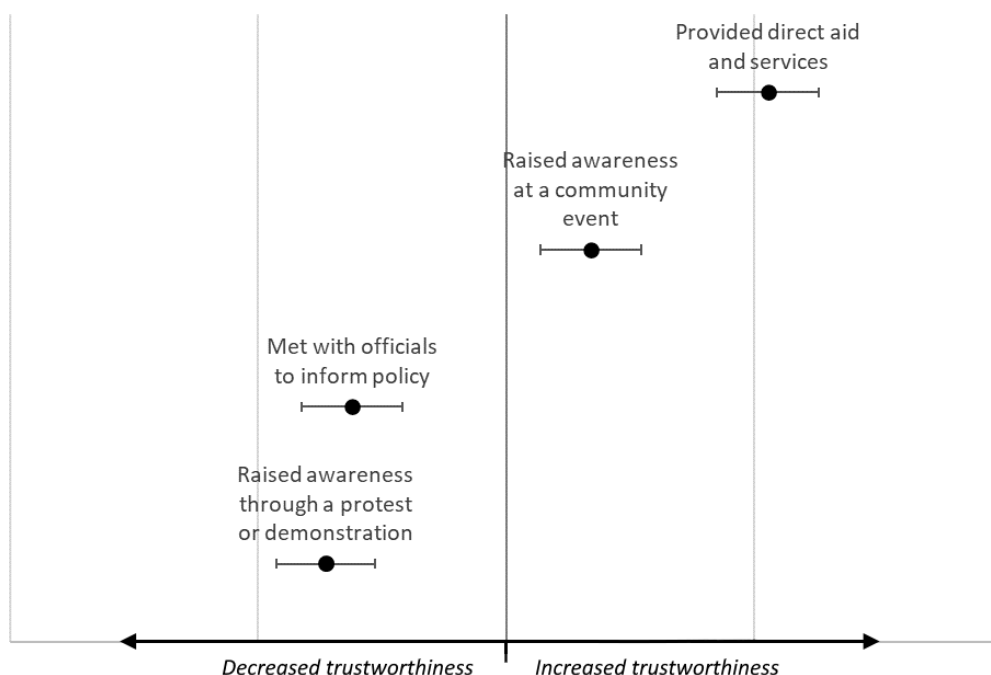 Provided direct aid
and services
Raised awareness
at a community
event
Met with officials
to inform policy
Raised awareness
through a protest
or demonstration
Decreased trustworthiness
Increased trustworthiness